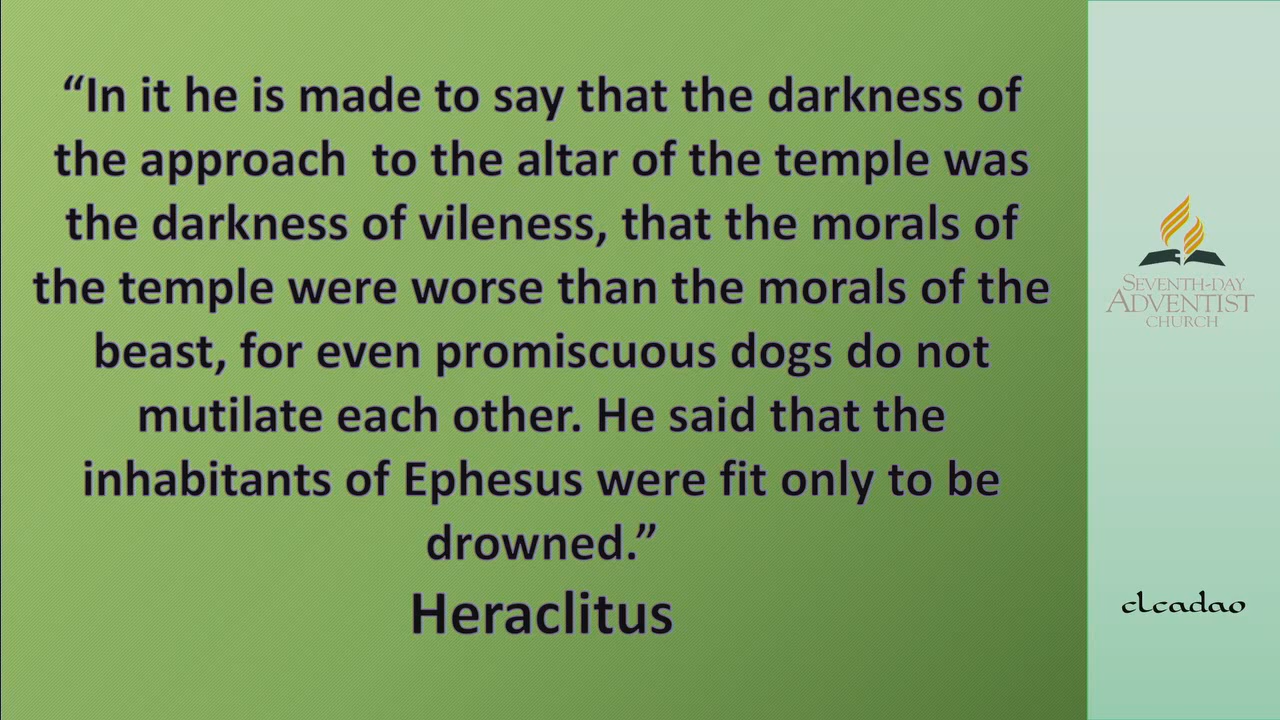 “In it he is made to say that the darkness of
the approach  to the altar of the temple was
the darkness of vileness, that the morals of
the temple were worse than the morals of the
beast, for even promiscuous dogs do not
mutilate each other. He said that the
inhabitants of Ephesus were fit only to be
drowned.”
Heraclitus
SEVENTH-DAY
ADVENTIST
CHURCH
clcadao